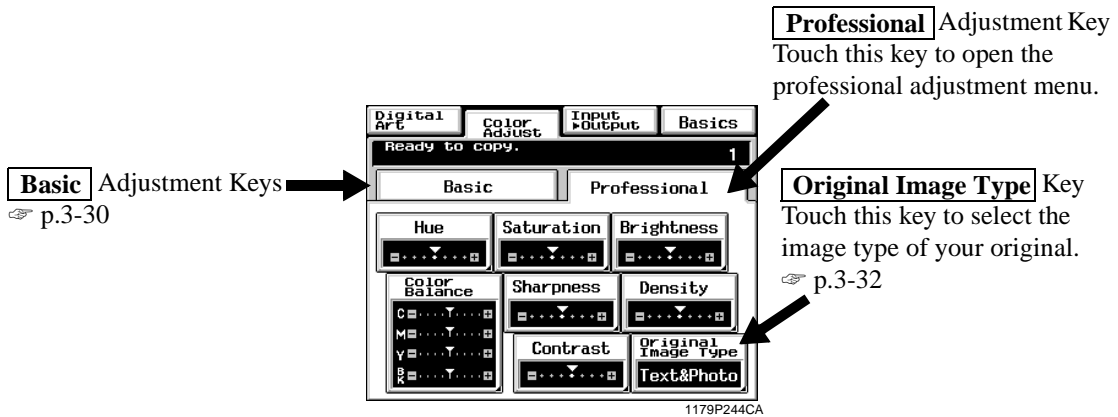 Professional Adjustment Key
Touch this key to open the
professional adjustment menu.
Digital
Art
Color
Adjust
Input
▸Output
Basics
Ready to copy.
1
Basic Adjustment Keys
☞ p.3-30
Basic
Professional
Original Image Type Key
Touch this key to select the
image type of your original.
☞ p.3-32
Hue
Saturation
Brightness
Color
Balance
C
M
Y
BK
Sharpness
Density
Contrast
Original
Image Type
Text&Photo
1179P244CA